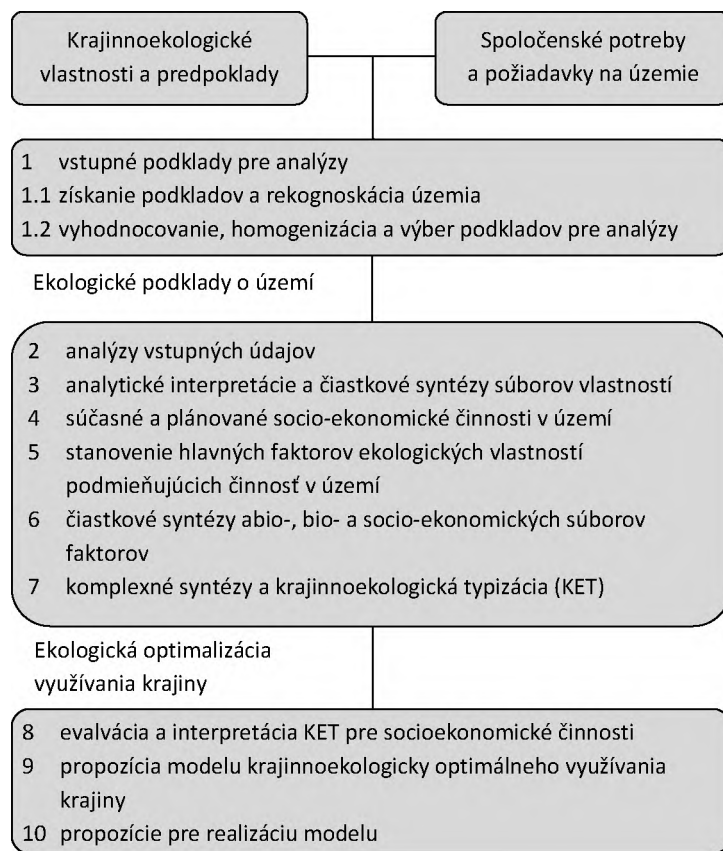 Krajinnoekologické
vlastnosti a predpoklady
Spoločenské potreby
a požiadavky na územie
1 vstupné podklady pre analýzy
1.1 získanie podkladov a rekognoskácia územia
1.2 vyhodnocovanie, homogenizácia a výber podkladov pre analýzy
Ekologické podklady o území
2 analýzy vstupných údajov
3 analytické interpretácie a čiastkové syntézy súborov vlastností
4 súčasné a plánované socio-ekonomické činnosti v území
5 stanovenie hlavných faktorov ekologických vlastností
podmieňujúcich činnosť v území
6 čiastkové syntézy abio-, bio- a socio-ekonomických súborov
faktorov
7 komplexné syntézy a krajinnoekologická typizácia (KET)
Ekologická optimalizácia
využívania krajiny
8 evalvácia a interpretácia KET pre socioekonomické činnosti
9 propozícia modelu krajinnoekologicky optimálneho využívania
krajiny
10 propozície pre realizáciu modelu